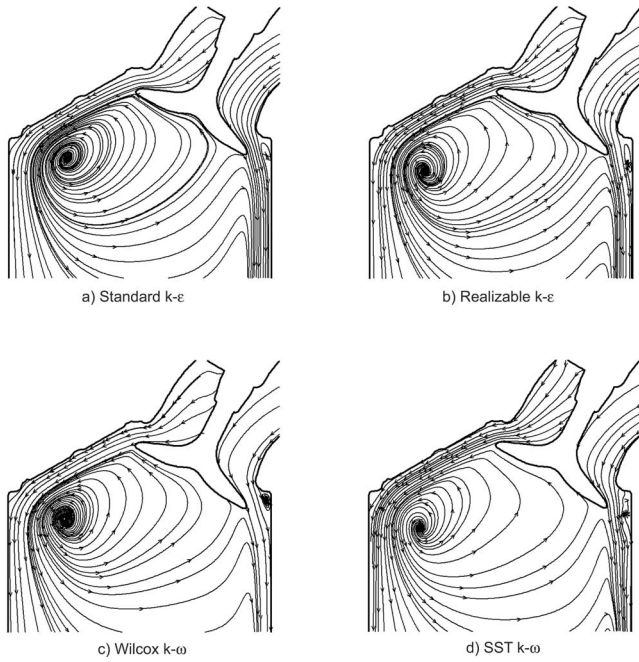 a) Standard k-ε
b) Realizable k-ε
c) Wilcox k-ω
d) SST k-ω